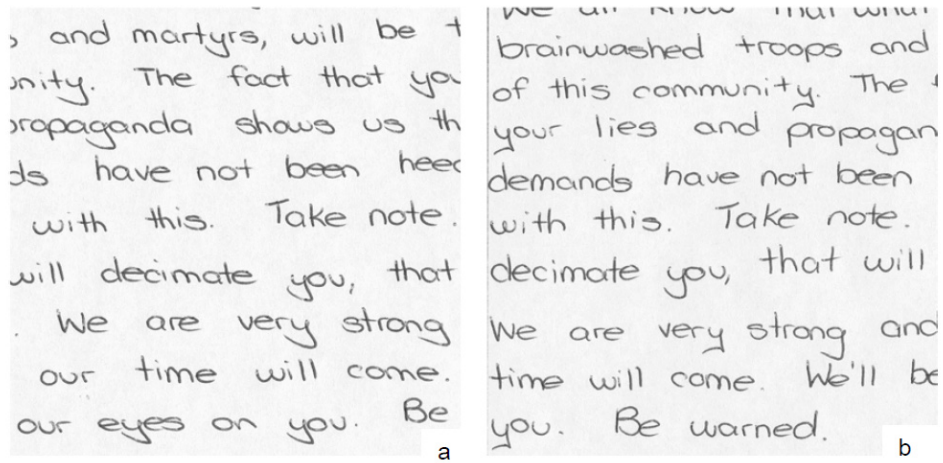 and martyrs, will be
The fact that
shows us
have not been
with this. Take note.
will decimate you, that
We are very strong
our time will come.
our eyes on you. Be
a
brainwashed troops and
of this community. The
your lies and propagan
demands have not been
with this. Take note.
decimate you, that will
We are very strong and
time will come. We'll be
you. Be warned.
b